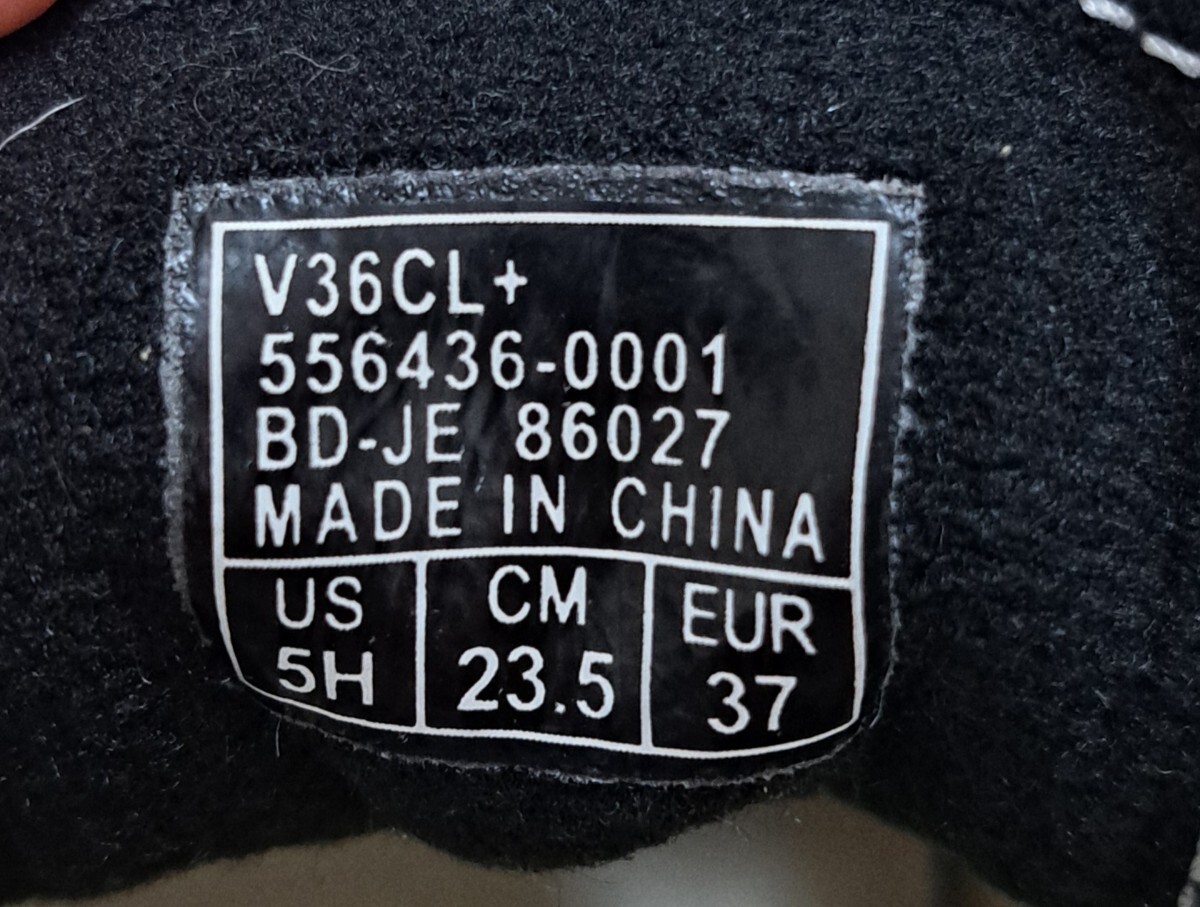 V36CL+
556436-0001
BD-JE 86027
MADE IN CHINA
US CM EUR
5H 23.5 37